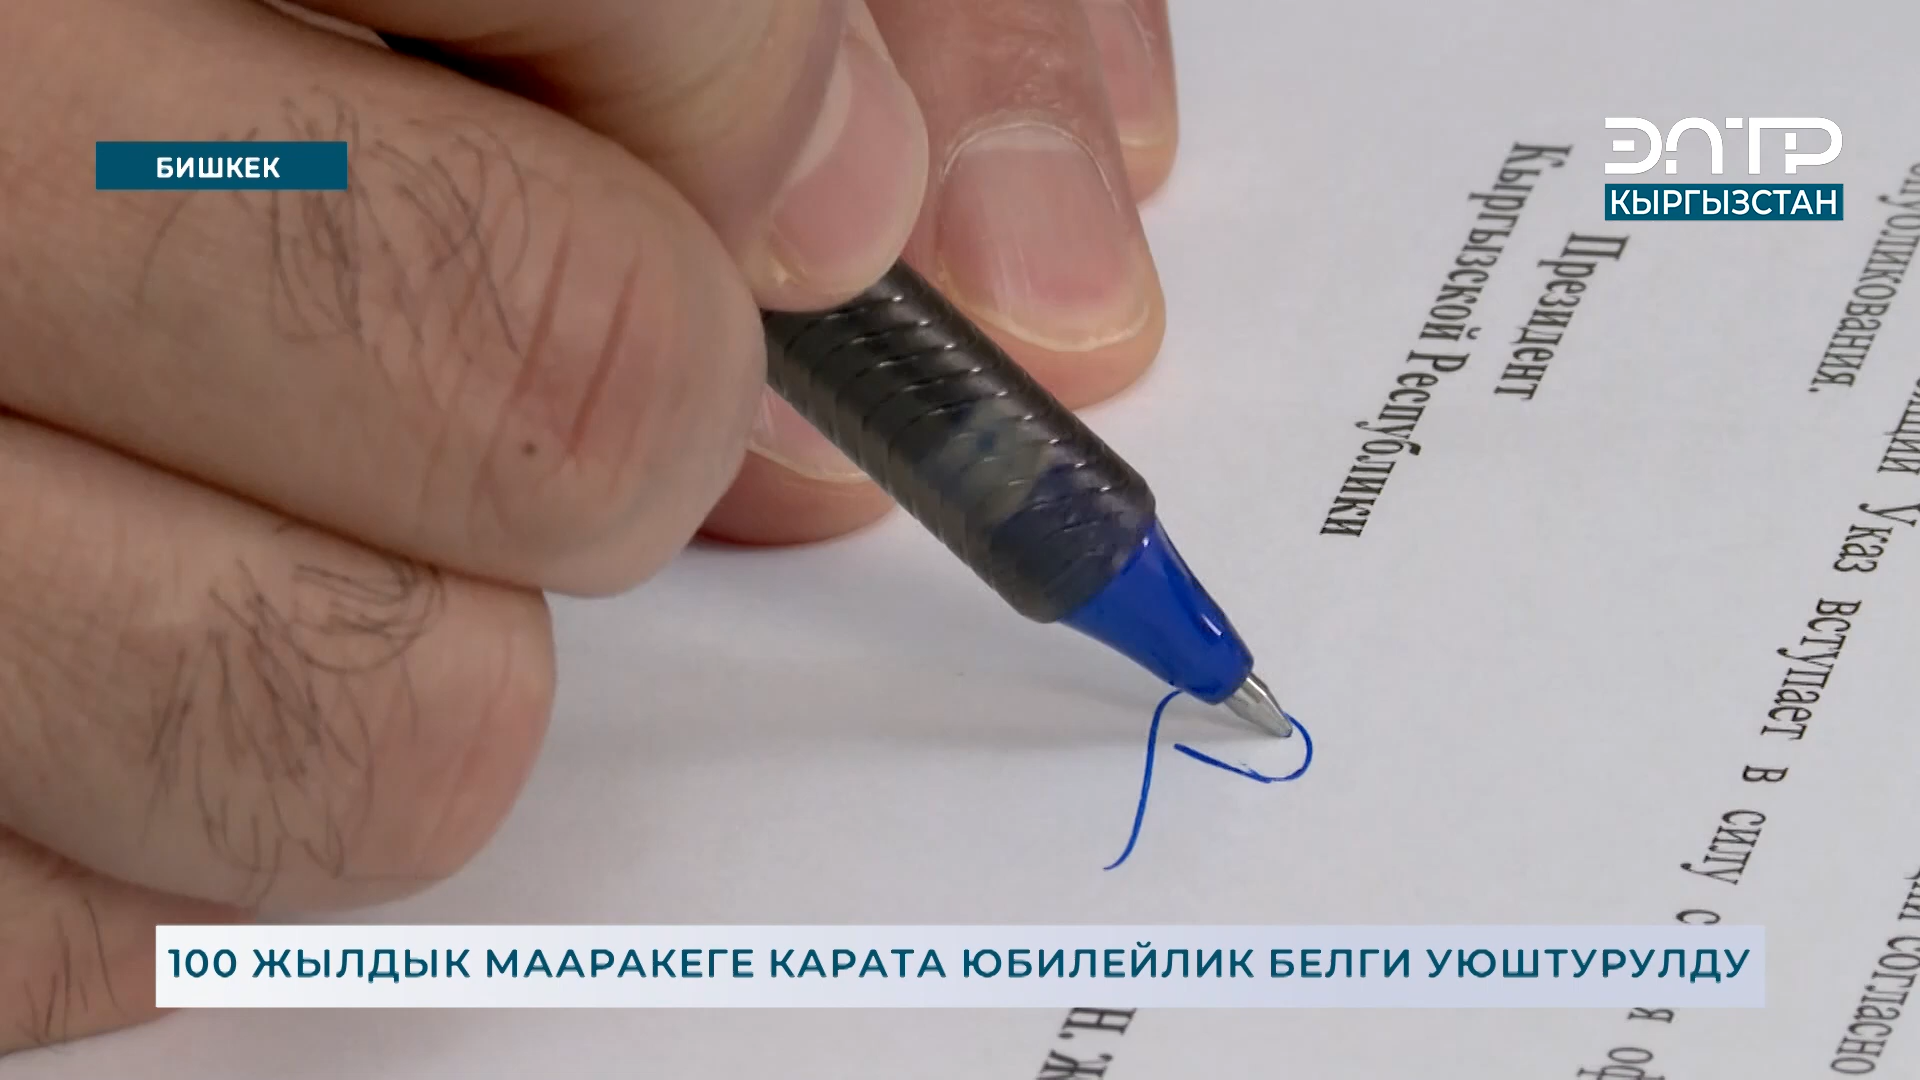 БИШКЕК
ЭЛТР
КЫРГЫЗСТАН
опубликования.
Указ вступает в силу с
согласно
Президент
Кыргызской Республики
100 ЖЫЛДЫК МААРАКЕГЕ КАРАТА ЮБИЛЕЙЛИК БЕЛГИ УЮШТУРУЛДУ